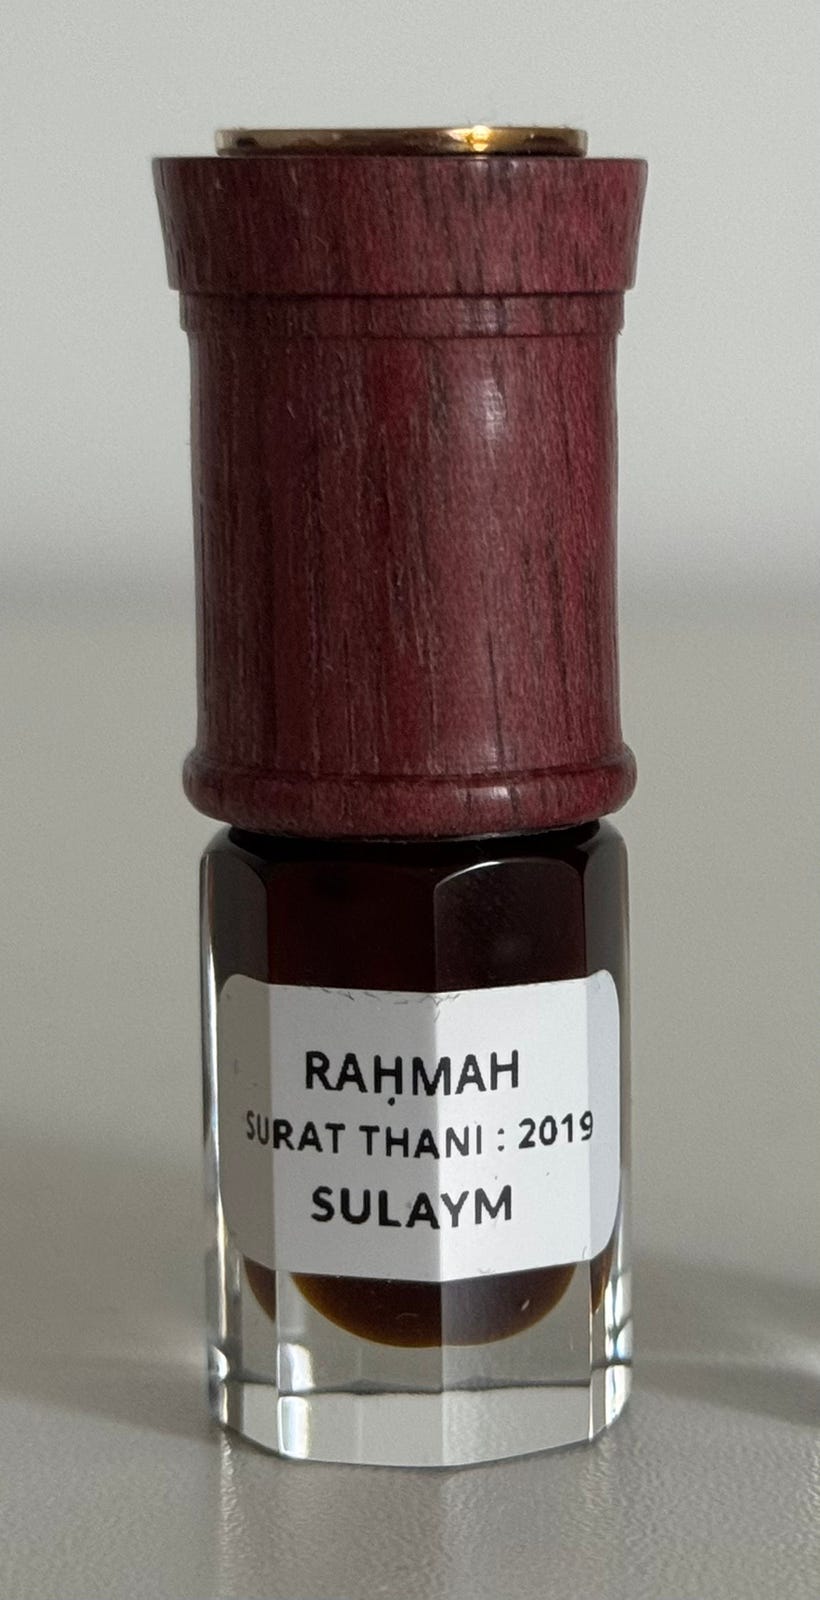 RAḤMAH
SURAT THANI : 2019
SULAYM